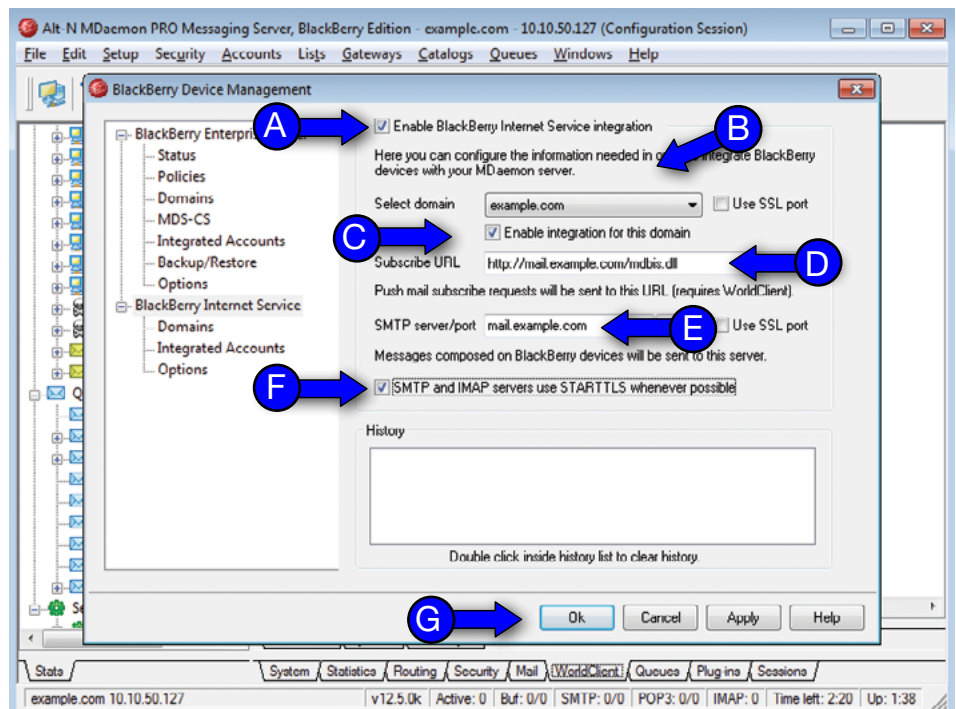 Alt-N MDaemon PRO Messaging Server, BlackBerry Edition - example.com - 10.10.50.127 (Configuration Session)
File Edit Setup Security Accounts Lists Gateways Catalogs Queues Windows Help
BlackBerry Device Management
BlackBerry Enterpris
Status
Policies
Domains
MDS-CS
Integrated Accounts
Backup/Restore
Options
BlackBerry Internet Service
Domains
Integrated Accounts
Options
A
Enable BlackBerry Internet Service integration
B
Here you can configure the information needed in integrate BlackBerry
devices with your MDaemon server.
Select domain example.com Use SSL port
C
Enable integration for this domain
Subscribe URL http://mail.example.com/mdbis.dll
D
Push mail subscribe requests will be sent to this URL (requires WorldClient).
SMTP server/port mail.example.com
E
Use SSL port
Messages composed on BlackBerry devices will be sent to this server.
F
SMTP and IMAP servers use STARTTLS whenever possible
History
Double click inside history list to clear history.
G
Ok Cancel Apply Help
Q
Se
Stats
System Statistics Routing Security Mail WorldClient Queues Plug-ins Sessions
example.com 10.10.50.127 v12.5.0k Active: 0 Buf: 0/0 SMTP: 0/0 POP3: 0/0 IMAP: 0 Time left: 2:20 Up: 1:38